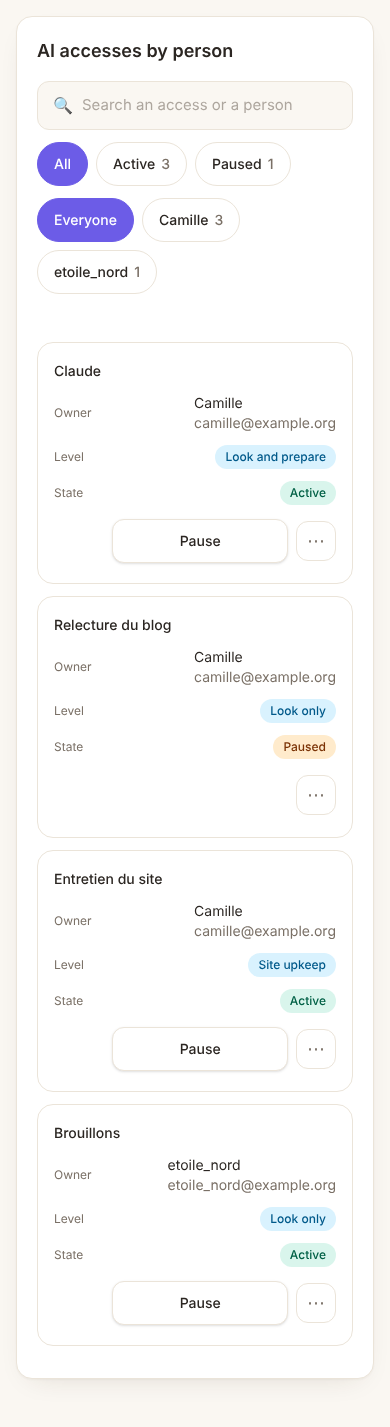 AI accesses by person
🔍 Search an access or a person
All
Active 3
Paused 1
Everyone
Camille 3
etoile_nord 1
Claude
Owner
Camille
camille@example.org
Level
Look and prepare
State
Active
Pause
⋯
Relecture du blog
Owner
Camille
camille@example.org
Level
Look only
State
Paused
⋯
Entretien du site
Owner
Camille
camille@example.org
Level
Site upkeep
State
Active
Pause
⋯
Brouillons
Owner
etoile_nord
etoile_nord@example.org
Level
Look only
State
Active
Pause
⋯